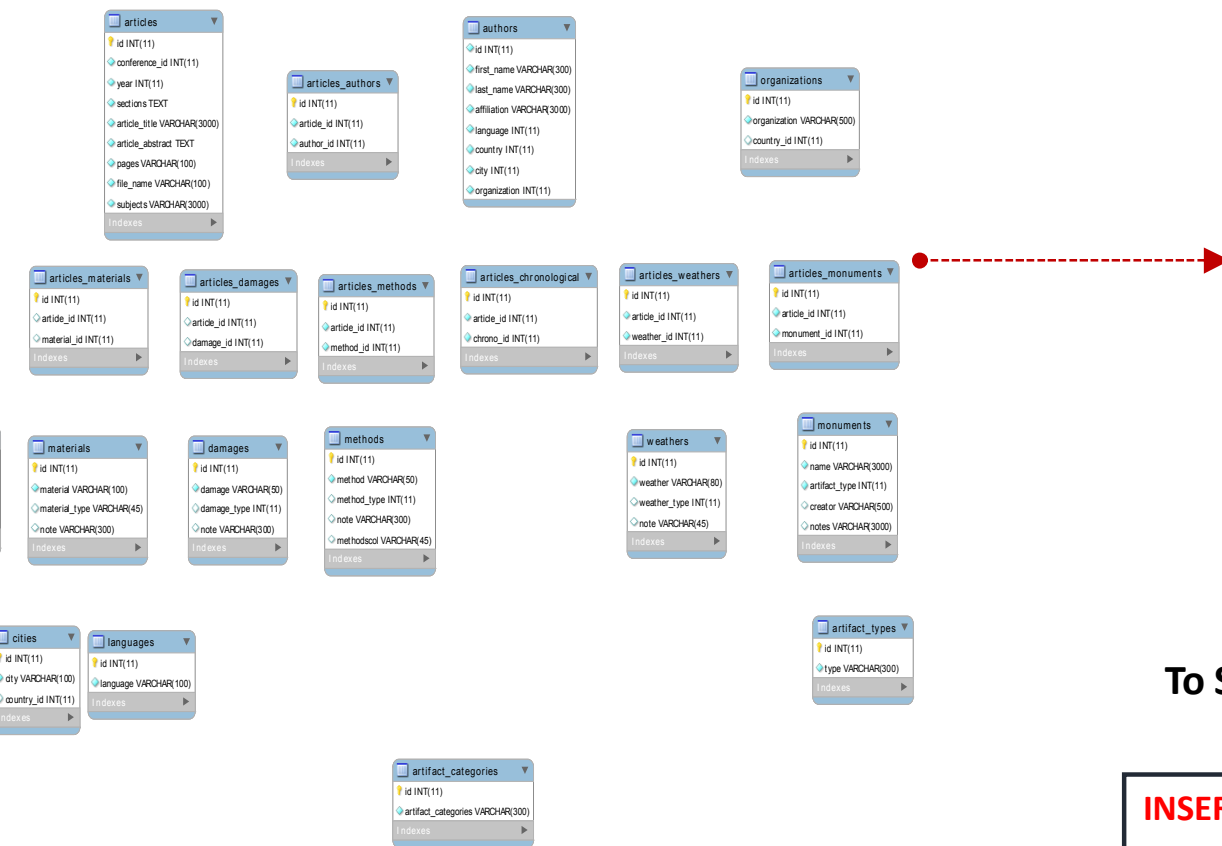 articles
id INT(11)
conference_id INT(11)
year INT(11)
sections TEXT
article_title VARCHAR(3000)
article_abstract TEXT
pages VARCHAR(100)
file_name VARCHAR(100)
subjects VARCHAR(3000)
Indexes
articles_authors
id INT(11)
article_id INT(11)
author_id INT(11)
Indexes
authors
id INT(11)
first_name VARCHAR(300)
last_name VARCHAR(300)
affiliation VARCHAR(3000)
language INT(11)
country INT(11)
city INT(11)
organization INT(11)
organizations
id INT(11)
organization VARCHAR(500)
country_id INT(11)
Indexes
articles_materials
id INT(11)
article_id INT(11)
material_id INT(11)
Indexes
articles_damages
id INT(11)
article_id INT(11)
damage_id INT(11)
Indexes
articles_methods
id INT(11)
article_id INT(11)
method_id INT(11)
Indexes
articles_chronological
id INT(11)
article_id INT(11)
chrono_id INT(11)
Indexes
articles_weathers
id INT(11)
article_id INT(11)
weather_id INT(11)
Indexes
articles_monuments
id INT(11)
article_id INT(11)
monument_id INT(11)
Indexes
materials
id INT(11)
material VARCHAR(100)
material_type VARCHAR(45)
note VARCHAR(300)
Indexes
damages
id INT(11)
damage VARCHAR(50)
damage_type INT(11)
note VARCHAR(300)
Indexes
methods
id INT(11)
method VARCHAR(50)
method_type INT(11)
note VARCHAR(300)
methodscol VARCHAR(45)
Indexes
weathers
id INT(11)
weather VARCHAR(80)
weather_type INT(11)
note VARCHAR(45)
Indexes
monuments
id INT(11)
name VARCHAR(3000)
artifact_type INT(11)
creator VARCHAR(500)
notes VARCHAR(3000)
Indexes
cities
id INT(11)
city VARCHAR(100)
country_id INT(11)
Indexes
languages
id INT(11)
language VARCHAR(100)
Indexes
artifact_types
id INT(11)
type VARCHAR(300)
Indexes
To S
artifact_categories
id INT(11)
artifact_categories VARCHAR(300)
Indexes
INSER